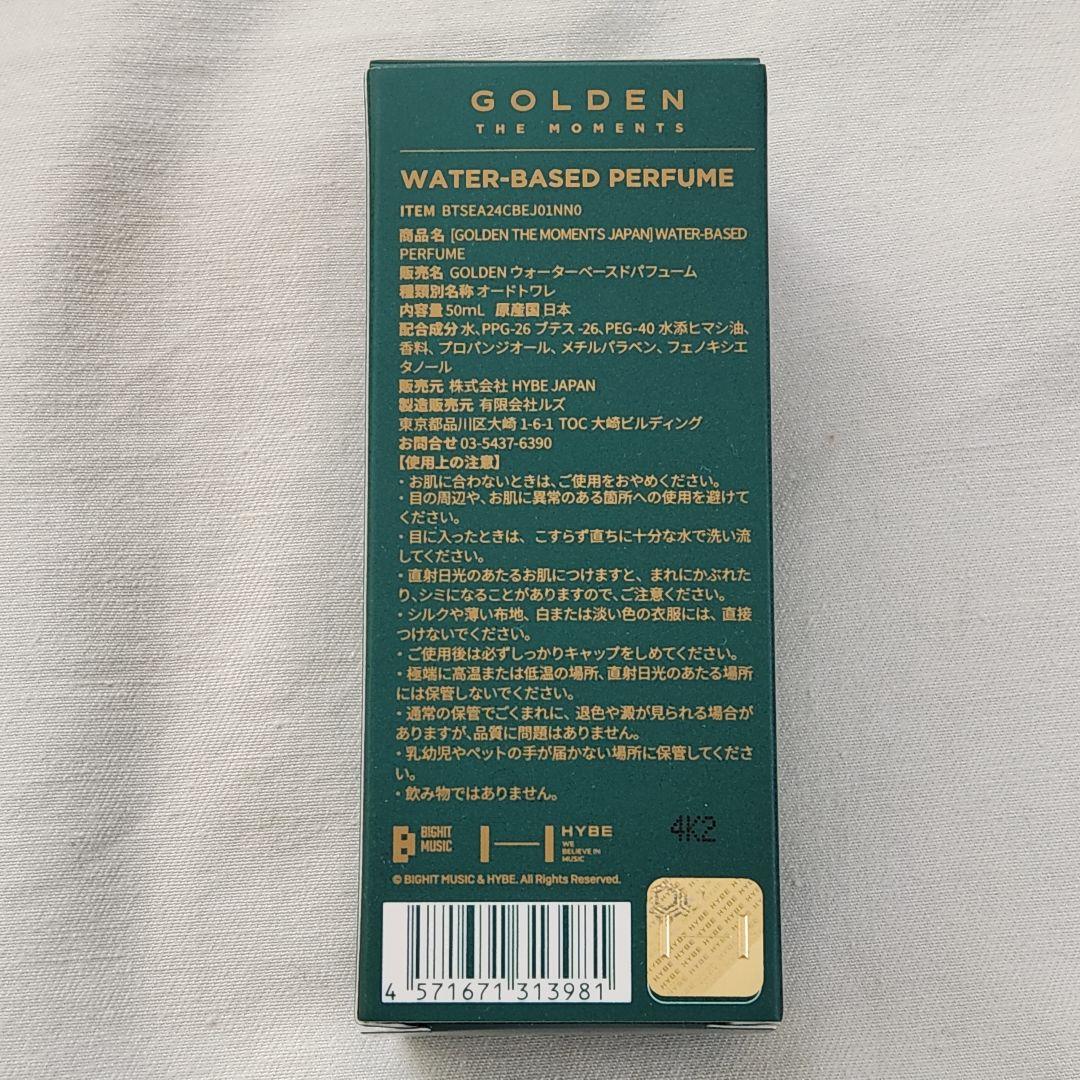 GOLDEN
THE MOMENTS
WATER-BASED PERFUME
ITEM BTSEA24CBEJ01NN0
商品名 [GOLDEN THE MOMENTS JAPAN] WATER-BASED
PERFUME
販売名 GOLDEN ウォーターベースドパフューム
種類別名称 オードトワレ
内容量 50mL 原産国 日本
配合成分 水、PPG-26 ブテス -26、PEG-40 水添ヒマシ油、
香料、プロパンジオール、メチルパラベン、フェノキシエ
タノール
販売元 株式会社 HYBE JAPAN
製造販売元 有限会社ルズ
東京都品川区大崎 1-6-1 TOC 大崎ビルディング
お問合せ 03-5437-6390
【使用上の注意】
・お肌に合わないときは、ご使用をおやめください。
・目の周辺や、お肌に異常のある箇所への使用を避けて
ください。
・目に入ったときは、こすらず直ちに十分な水で洗い流
してください。
・直射日光のあたるお肌につけますと、まれにかぶれた
り、シミになることがありますので、ご注意ください。
・シルクや薄い布地、白または淡い色の衣服には、直接
つけないでください。
・ご使用後は必ずしっかりキャップをしめてください。
・極端に高温または低温の場所、直射日光のあたる場所
には保管しないでください。
・通常の保管でごくまれに、退色や澱が見られる場合が
ありますが、品質に問題はありません。
・乳幼児やペットの手が届かない場所に保管してくださ
い。
・飲み物ではありません。
BIGHIT
MUSIC
HYBE
WE
BELIEVE IN
MUSIC
4K2
© BIGHIT MUSIC & HYBE. All Rights Reserved.
4 571671 313981
HYBE HYBE HYBE